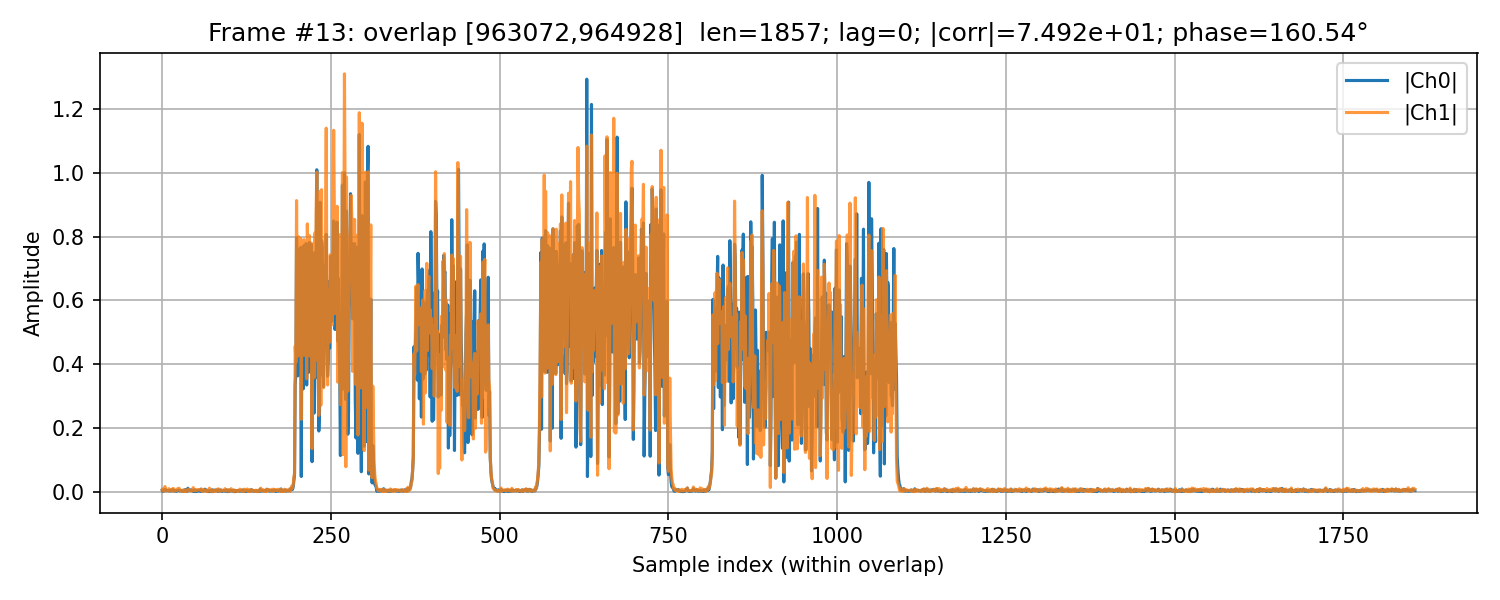 Frame #13: overlap [963072,964928]  len=1857; lag=0; |corr|=7.492e+01; phase=160.54°
|Ch0|
|Ch1|
1.2
1.0
0.8
0.6
0.4
0.2
0.0
Amplitude
0 250 500 750 1000 1250 1500 1750
Sample index (within overlap)